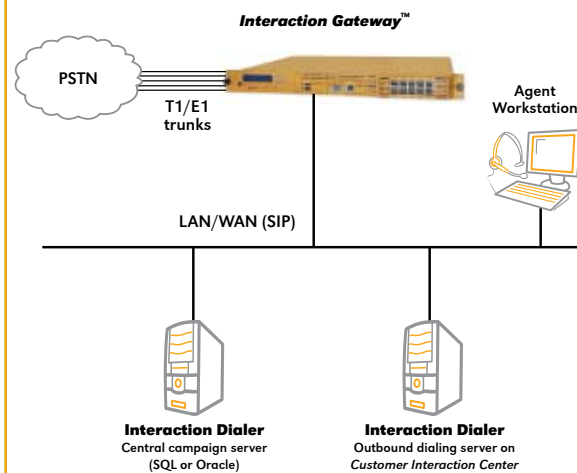 Interaction Gateway™
PSTN
T1/E1
trunks
Agent
Workstation
LAN/WAN (SIP)
Interaction Dialer
Central campaign server
(SQL or Oracle)
Interaction Dialer
Outbound dialing server on
Customer Interaction Center